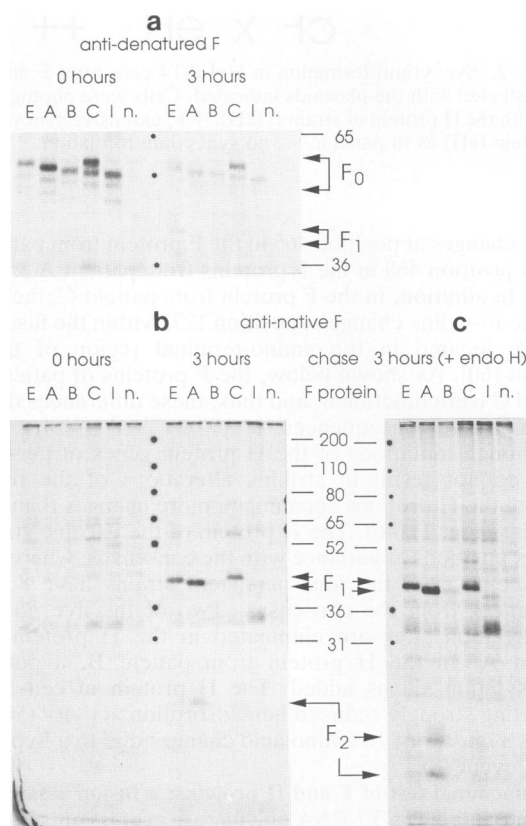 a
anti-denatured F
0 hours 3 hours
E A B C I n. E A B C I n.
65
F0
F1
36
b anti-native F c
0 hours 3 hours chase 3 hours (+ endo H)
E A B C I n. E A B C I n. F protein E A B C I n.
200
110
80
65
52
F1
36
31
F2